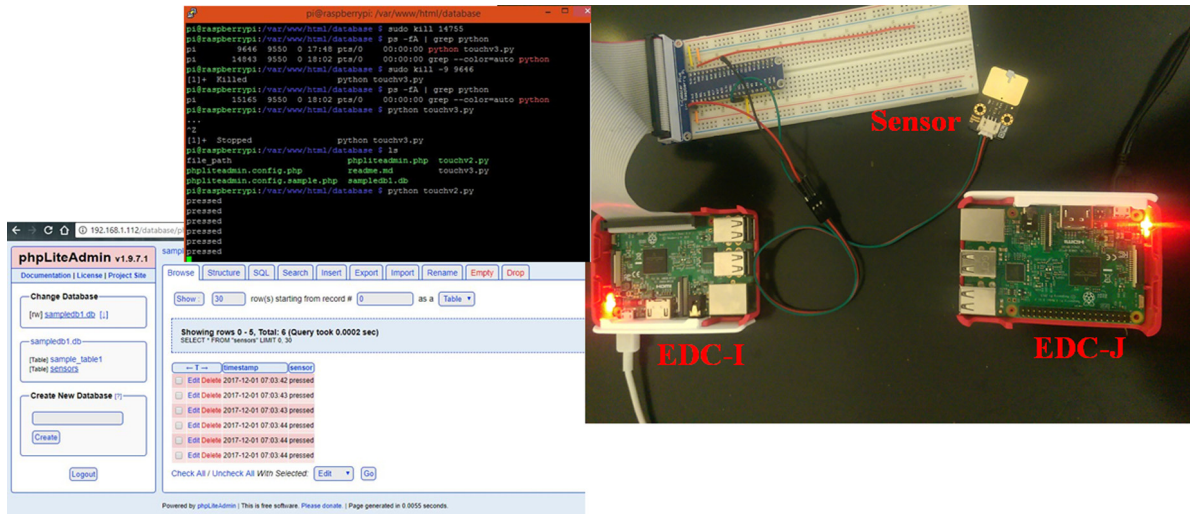 pi@raspberrypi: /var/www/html/database
pi@raspberrypi:/var/www/html/database $ sudo kill 14755
pi@raspberrypi:/var/www/html/database $ ps -fA | grep python
pi 9646 9550 0 17:48 pts/0 00:00:00 python touchv3.py
pi 14843 9550 0 18:02 pts/0 00:00:00 grep --color=auto python
pi@raspberrypi:/var/www/html/database $ sudo kill -9 9646
[1]+ Killed python touchv3.py
pi@raspberrypi:/var/www/html/database $ ps -fA | grep python
pi 15165 9550 0 18:02 pts/0 00:00:00 grep --color=auto python
pi@raspberrypi:/var/www/html/database $ python touchv3.py
...
^Z
[1]+ Stopped python touchv3.py
pi@raspberrypi:/var/www/html/database $ ls
file_path phpliteadmin.php touchv2.py
phpliteadmin.config.php readme.md touchv3.py
phpliteadmin.config.sample.php sampledb1.db
pi@raspberrypi:/var/www/html/database $ python touchv2.py
pressed
pressed
pressed
pressed
pressed
pressed
192.168.1.112/database/p
phpLiteAdmin v1.9.7.1
Documentation | License | Project Site
Change Database
[rw] sampledb1.db [↓]
sampledb1.db
[Table] sample_table1
[Table] sensors
Create New Database [?]
Create
Logout
samp
Browse Structure SQL Search Insert Export Import Rename Empty Drop
Show : 30 row(s) starting from record # 0 as a Table
Showing rows 0 - 5, Total: 6 (Query took 0.0002 sec)
SELECT * FROM "sensors" LIMIT 0, 30
← T → timestamp sensor
Edit Delete 2017-12-01 07:03:42 pressed
Edit Delete 2017-12-01 07:03:43 pressed
Edit Delete 2017-12-01 07:03:43 pressed
Edit Delete 2017-12-01 07:03:44 pressed
Edit Delete 2017-12-01 07:03:44 pressed
Edit Delete 2017-12-01 07:03:44 pressed
Check All / Uncheck All With Selected: Edit Go
Powered by phpLiteAdmin | This is free software. Please donate. | Page generated in 0.0055 seconds.
Sensor
EDC-I
EDC-J
HDMI